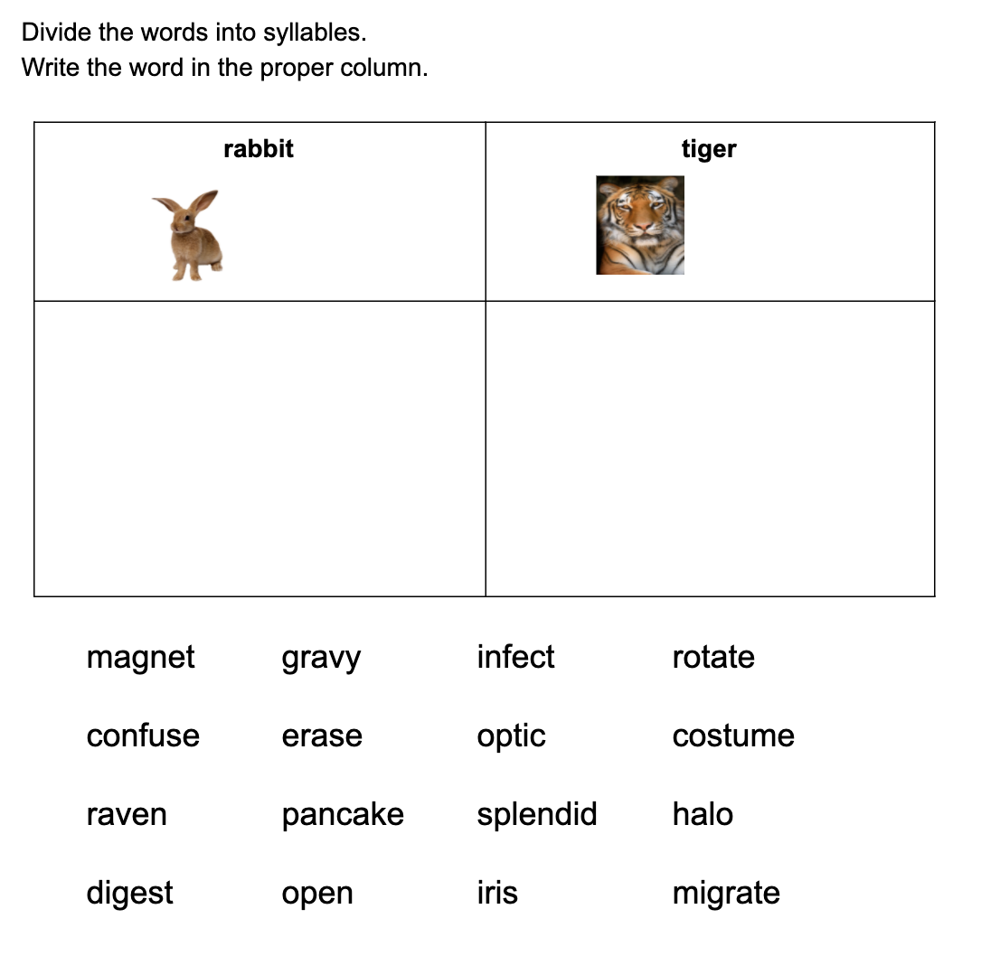 Divide the words into syllables.
Write the word in the proper column.
rabbit tiger
magnet gravy infect rotate
confuse erase optic costume
raven pancake splendid halo
digest open iris migrate